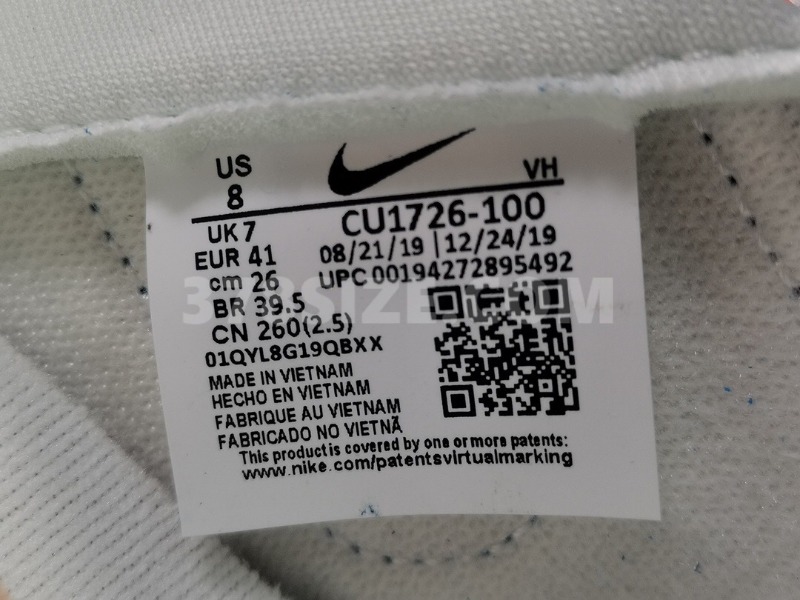 US
8
VH
CU1726-100
UK 7
08/21/19 | 12/24/19
EUR 41
UPC 00194272895492
cm 26
BR 39.5
CN 260(2.5)
01QYL8G19QBXX
MADE IN VIETNAM
HECHO EN VIETNAM
FABRIQUE AU VIETNAM
FABRICADO NO VIETNÃ
This product is covered by one or more patents:
www.nike.com/patentsvirtualmarking